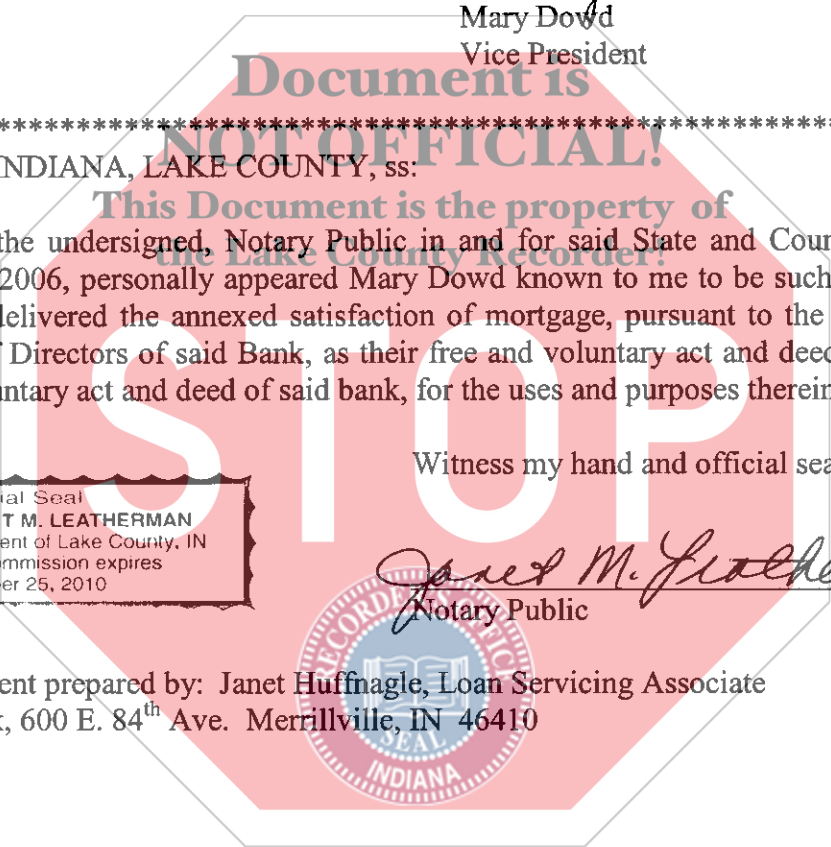 Mary Dowd
Vice President
Document is
************************************************************
NOT OFFICIAL!
INDIANA, LAKE COUNTY, ss:
This Document is the property of
the undersigned, Notary Public in and for said State and Coun
the Lake County Recorder!
2006, personally appeared Mary Dowd known to me to be such
delivered the annexed satisfaction of mortgage, pursuant to the
f Directors of said Bank, as their free and voluntary act and deed
untary act and deed of said bank, for the uses and purposes therein
STOP
Witness my hand and official sea
ial Seal
T M. LEATHERMAN
ent of Lake County, IN
ommission expires
er 25, 2010
Janet M. Leathe
Notary Public
RECORDER'S OFFICE
ent prepared by: Janet Huffnagle, Loan Servicing Associate
k, 600 E. 84th Ave. Merrillville, IN 46410
SEAL
INDIANA